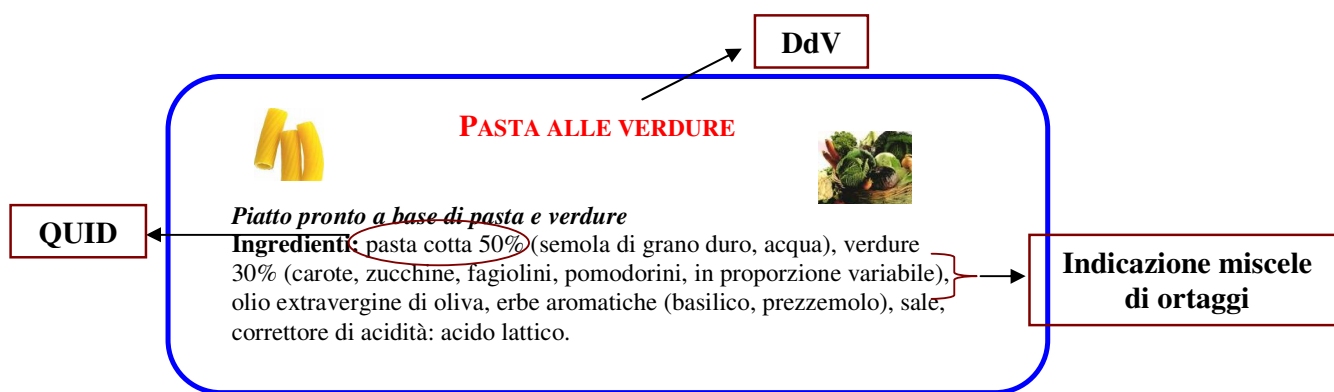 DdV
PASTA ALLE VERDURE
Piatto pronto a base di pasta e verdure
QUID
Ingredienti: pasta cotta 50% (semola di grano duro, acqua), verdure
30% (carote, zucchine, fagiolini, pomodorini, in proporzione variabile),
olio extravergine di oliva, erbe aromatiche (basilico, prezzemolo), sale,
correttore di acidità: acido lattico.
Indicazione miscele
di ortaggi